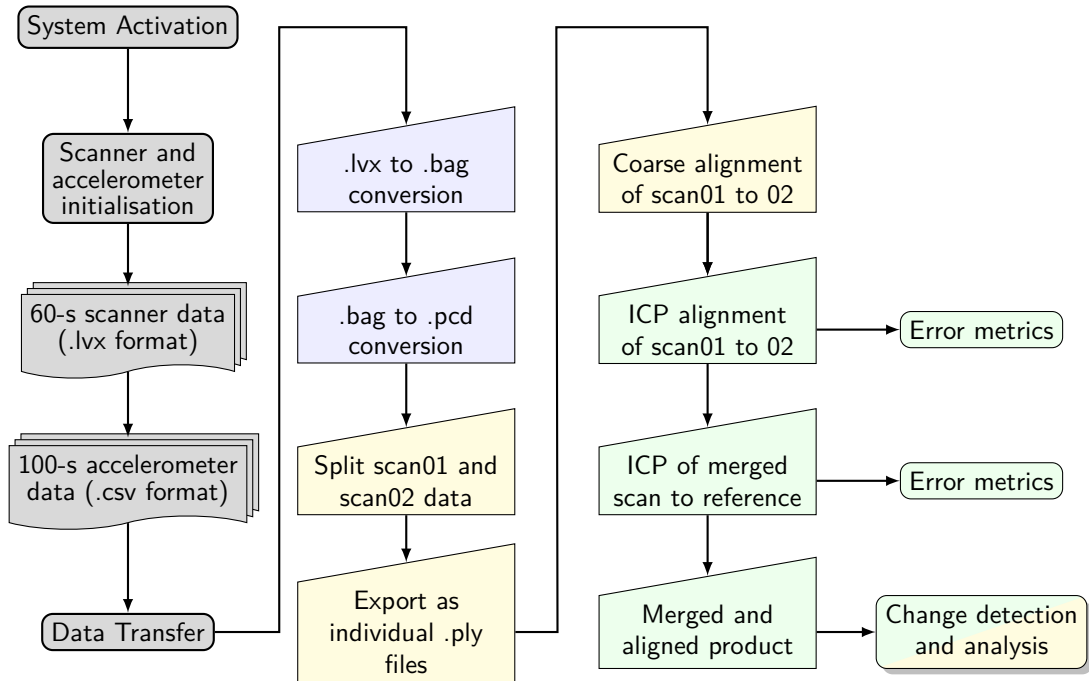 System Activation
Scanner and
accelerometer
initialisation
60-s scanner data
(.lvx format)
100-s accelerometer
data (.csv format)
Data Transfer
.lvx to .bag
conversion
.bag to .pcd
conversion
Split scan01 and
scan02 data
Export as
individual .ply
files
Coarse alignment
of scan01 to 02
ICP alignment
of scan01 to 02
Error metrics
ICP of merged
scan to reference
Error metrics
Merged and
aligned product
Change detection
and analysis